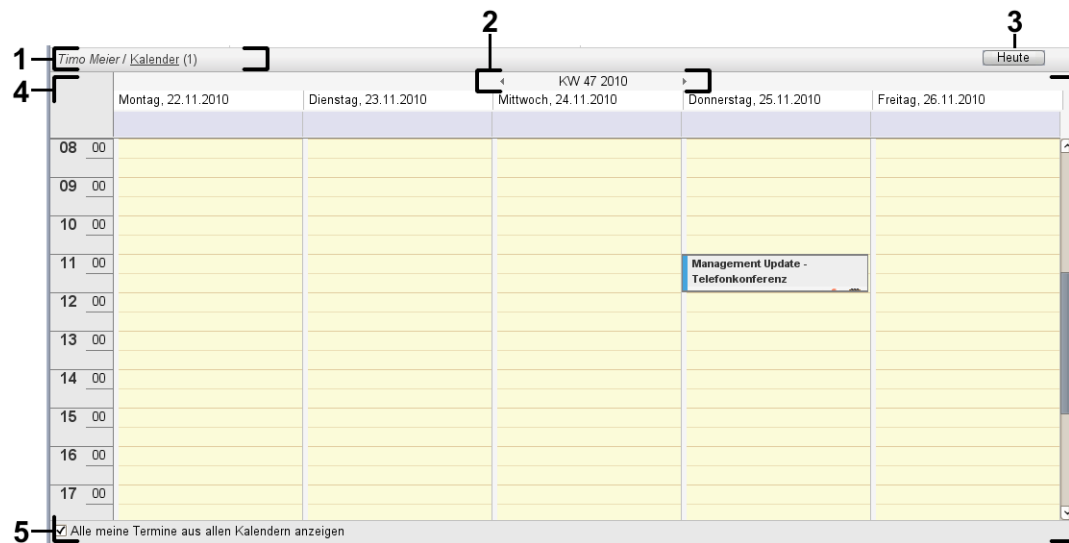 2
3
1
Timo Meier / Kalender (1)
Heute
4
KW 47 2010
Montag, 22.11.2010
Dienstag, 23.11.2010
Mittwoch, 24.11.2010
Donnerstag, 25.11.2010
Freitag, 26.11.2010
08 00
09 00
10 00
11 00
Management Update -
Telefonkonferenz
12 00
13 00
14 00
15 00
16 00
17 00
5
Alle meine Termine aus allen Kalendern anzeigen